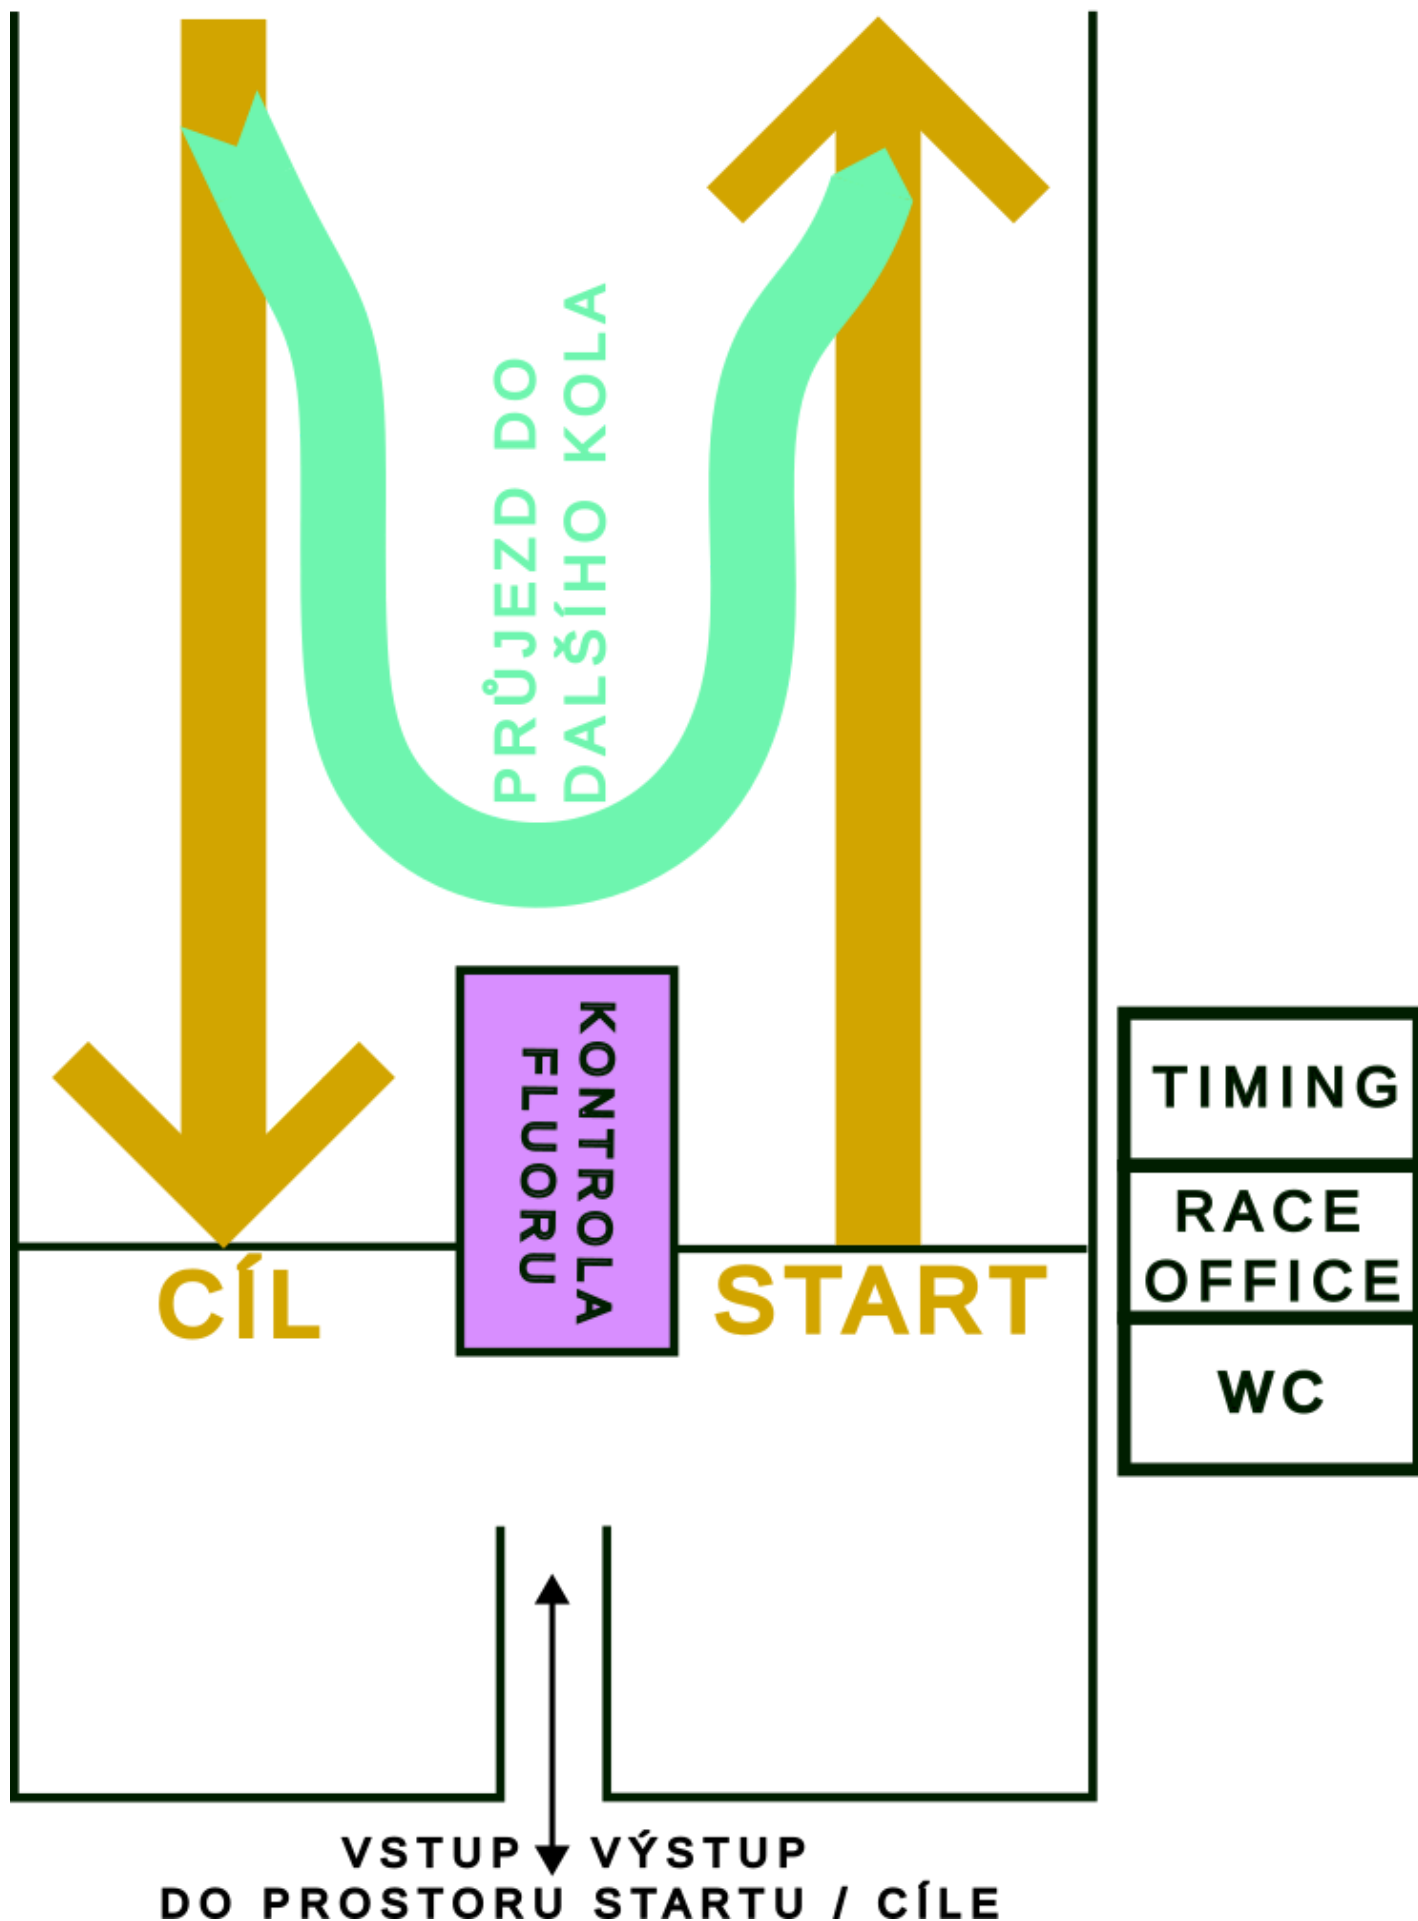 PRŮJEZD DO
DALŠÍHO KOLA
KONTROLA
FLUORU
CÍL
START
TIMING
RACE
OFFICE
WC
VSTUP VÝSTUP
DO PROSTORU STARTU / CÍLE